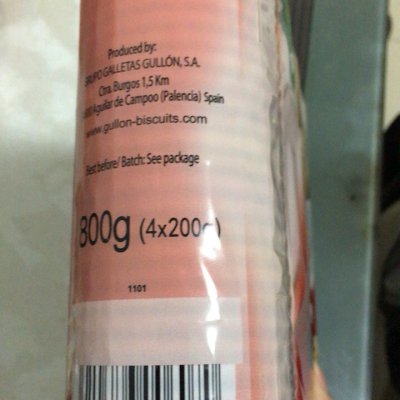 Produced by:
GRUPO GALLETAS GULLÓN, S.A.
Ctra. Burgos 1,5 Km
Aguilar de Campoo (Palencia) Spain
www.gullon-biscuits.com
Best before/ Batch: See package
800g (4x200g)
1101